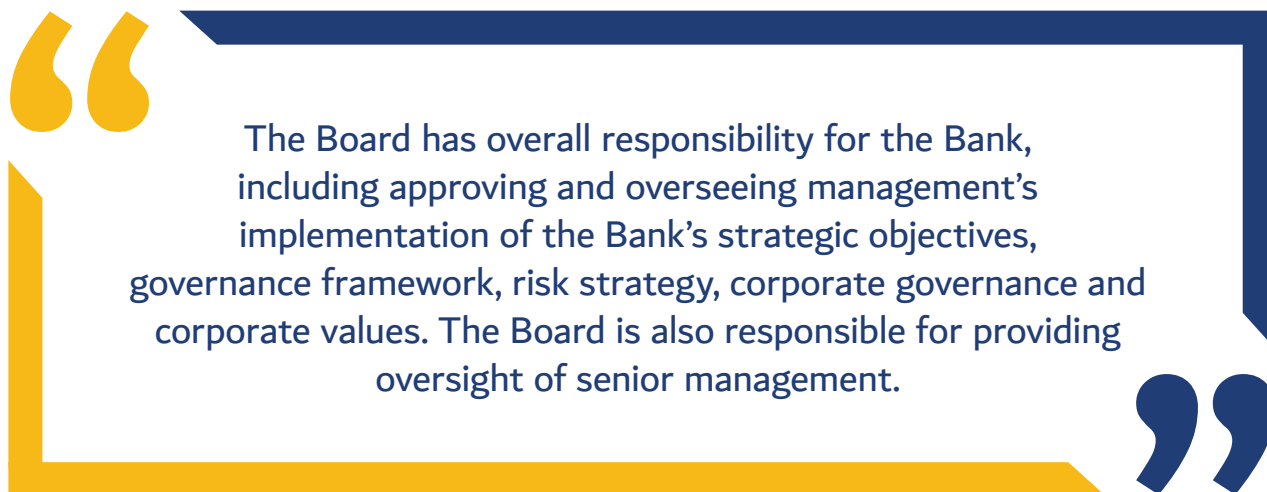 The Board has overall responsibility for the Bank,
including approving and overseeing management’s
implementation of the Bank’s strategic objectives,
governance framework, risk strategy, corporate governance and
corporate values. The Board is also responsible for providing
oversight of senior management.